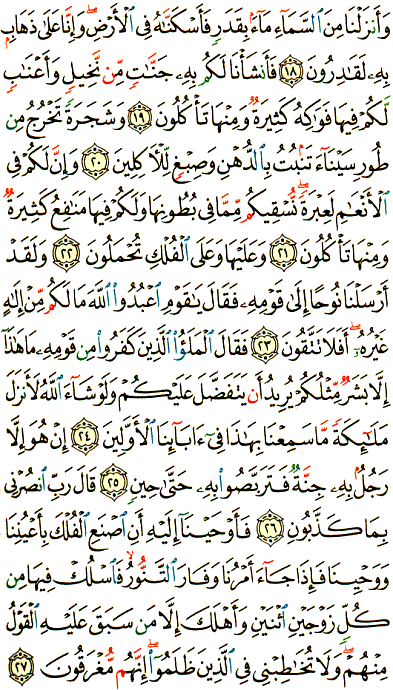 وَأَنزَلْنَا مِنَ ٱلسَّمَآءِ مَآءًۢ بِقَدَرٍ فَأَسْكَنَّٰهُ فِى ٱلْأَرْضِ ۖ وَإِنَّا عَلَىٰ ذَهَابٍۭ
بِهِۦ لَقَٰدِرُونَ ١٨ فَأَنشَأْنَا لَكُم بِهِۦ جَنَّٰتٍ مِّن نَّخِيلٍ وَأَعْنَٰبٍ
لَّكُمْ فِيهَا فَوَٰكِهُ كَثِيرَةٌ وَمِنْهَا تَأْكُلُونَ ١٩ وَشَجَرَةً تَخْرُجُ مِن
طُورِ سَيْنَآءَ تَنۢبُتُ بِٱلدُّهْنِ وَصِبْغٍ لِّلْـَٔاكِلِينَ ٢٠ وَإِنَّ لَكُمْ فِى
ٱلْأَنْعَٰمِ لَعِبْرَةً ۖ نُّسْقِيكُم مِّمَّا فِى بُطُونِهَا وَلَكُمْ فِيهَا مَنَٰفِعُ كَثِيرَةٌ
وَمِنْهَا تَأْكُلُونَ ٢١ وَعَلَيْهَا وَعَلَى ٱلْفُلْكِ تُحْمَلُونَ ٢٢ وَلَقَدْ
أَرْسَلْنَا نُوحًا إِلَىٰ قَوْمِهِۦ فَقَالَ يَٰقَوْمِ ٱعْبُدُوا۟ ٱللَّهَ مَا لَكُم مِّنْ إِلَٰهٍ
غَيْرُهُۥٓ ۖ أَفَلَا تَتَّقُونَ ٢٣ فَقَالَ ٱلْمَلَؤُا۟ ٱلَّذِينَ كَفَرُوا۟ مِن قَوْمِهِۦ مَا هَٰذَآ
إِلَّا بَشَرٌ مِّثْلُكُمْ يُرِيدُ أَن يَتَفَضَّلَ عَلَيْكُمْ وَلَوْ شَآءَ ٱللَّهُ لَأَنزَلَ
مَلَٰٓئِكَةً مَّا سَمِعْنَا بِهَٰذَا فِىٓ ءَابَآئِنَا ٱلْأَوَّلِينَ ٢٤ إِنْ هُوَ إِلَّا
رَجُلٌۢ بِهِۦ جِنَّةٌ فَتَرَبَّصُوا۟ بِهِۦ حَتَّىٰ حِينٍ ٢٥ قَالَ رَبِّ ٱنصُرْنِى
بِمَا كَذَّبُونِ ٢٦ فَأَوْحَيْنَآ إِلَيْهِ أَنِ ٱصْنَعِ ٱلْفُلْكَ بِأَعْيُنِنَا
وَوَحْيِنَا فَإِذَا جَآءَ أَمْرُنَا وَفَارَ ٱلتَّنُّورُ ۙ فَٱسْلُكْ فِيهَا مِن
كُلٍّ زَوْجَيْنِ ٱثْنَيْنِ وَأَهْلَكَ إِلَّا مَن سَبَقَ عَلَيْهِ ٱلْقَوْلُ
مِنْهُمْ ۖ وَلَا تُخَٰطِبْنِى فِى ٱلَّذِينَ ظَلَمُوٓا۟ ۖ إِنَّهُم مُّغْرَقُونَ ٢٧